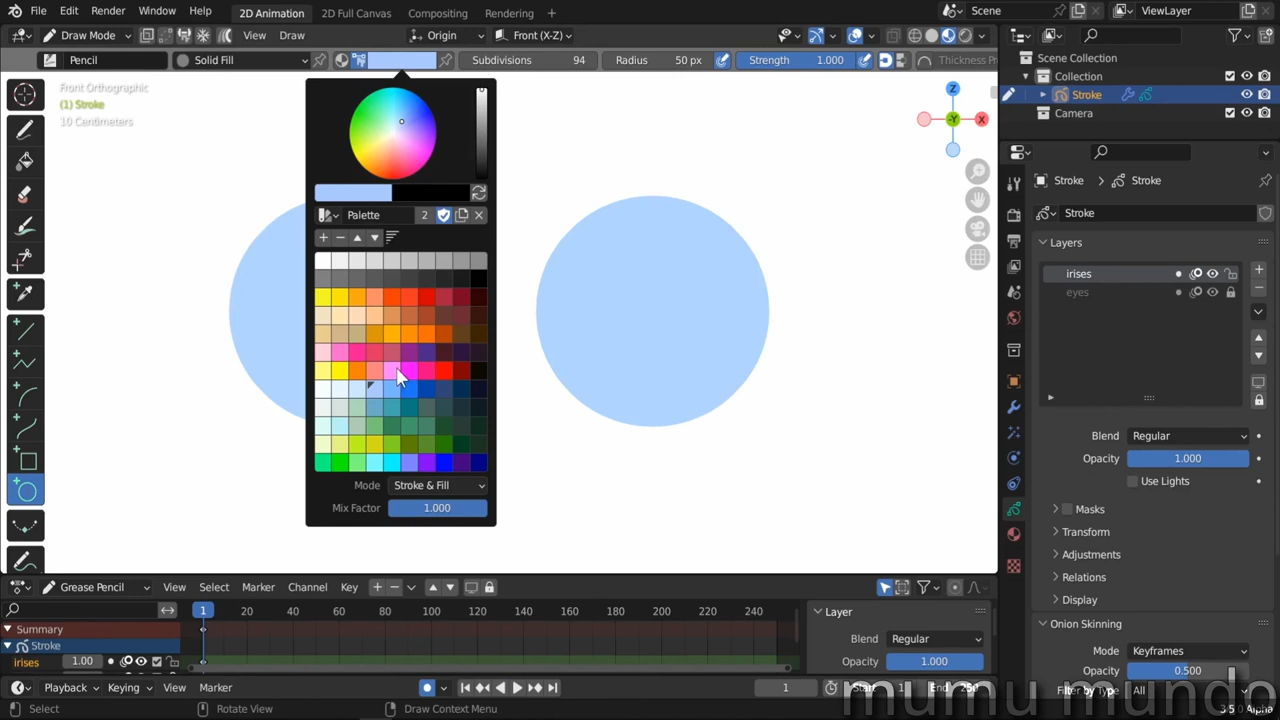 File Edit Render Window Help 2D Animation 2D Full Canvas Compositing Rendering + Scene ViewLayer
Draw Mode View Draw Origin Front (X-Z)
Pencil Solid Fill Subdivisions 94 Radius 50 px Strength 1.000 Thickness Pr
Front Orthographic
(1) Stroke
10 Centimeters
Z
-Y X
Palette 2
Mode Stroke & Fill
Mix Factor 1.000
Scene Collection
Collection
Stroke
Camera
Stroke > Stroke
Stroke
Layers
irises
eyes
Blend Regular
Opacity 1.000
Use Lights
Masks
Transform
Adjustments
Relations
Display
Onion Skinning
Mode Keyframes
Opacity 0.500
Filter by Type All
Grease Pencil View Select Marker Channel Key
1 20 40 60 80 100 120 140 160 180 200 220 240
Summary
Stroke
irises 1.00
Layer
Blend Regular
Opacity 1.000
Playback Keying View Marker 1 Start 1 End 250
mumu mundo
Select Rotate View Draw Context Menu 3.5.0 Alpha